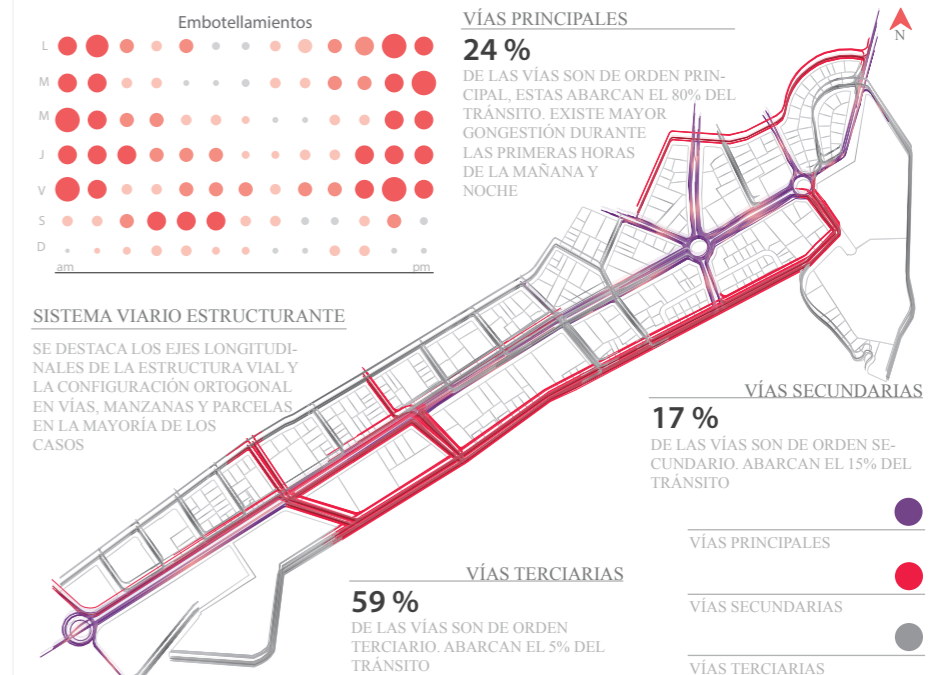 Embotellamientos
L
M
M
J
V
S
D
am
pm
VÍAS PRINCIPALES
24 %
DE LAS VÍAS SON DE ORDEN PRIN-
CIPAL, ESTAS ABARCAN EL 80% DEL
TRÁNSITO. EXISTE MAYOR
GONGESTIÓN DURANTE
LAS PRIMERAS HORAS
DE LA MAÑANA Y
NOCHE
N
SISTEMA VIARIO ESTRUCTURANTE
SE DESTACA LOS EJES LONGITUDI-
NALES DE LA ESTRUCTURA VIAL Y
LA CONFIGURACIÓN ORTOGONAL
EN VÍAS, MANZANAS Y PARCELAS
EN LA MAYORÍA DE LOS
CASOS
VÍAS SECUNDARIAS
17 %
DE LAS VÍAS SON DE ORDEN SE-
CUNDARIO. ABARCAN EL 15% DEL
TRÁNSITO
VÍAS TERCIARIAS
59 %
DE LAS VÍAS SON DE ORDEN
TERCIARIO. ABARCAN EL 5% DEL
TRÁNSITO
VÍAS PRINCIPALES
VÍAS SECUNDARIAS
VÍAS TERCIARIAS